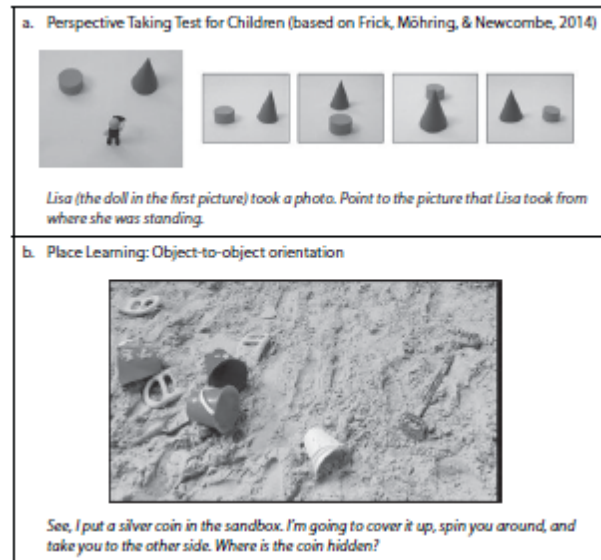 a. Perspective Taking Test for Children (based on Frick, Möhring, & Newcombe, 2014)
Lisa (the doll in the first picture) took a photo. Point to the picture that Lisa took from
where she was standing.
b. Place Learning: Object-to-object orientation
See, I put a silver coin in the sandbox. I'm going to cover it up, spin you around, and
take you to the other side. Where is the coin hidden?